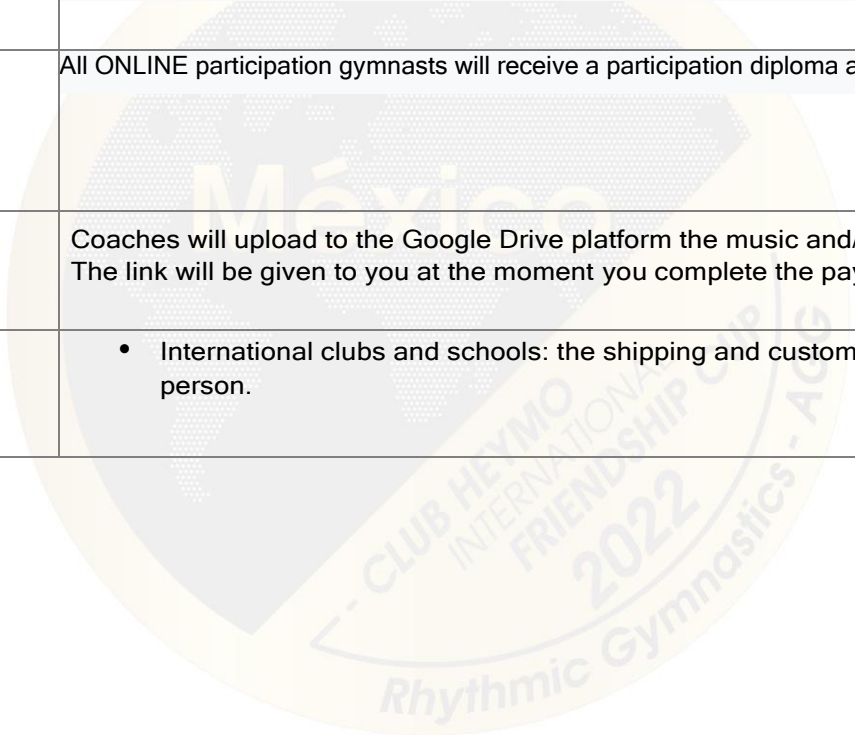 All ONLINE participation gymnasts will receive a participation diploma a
México
Coaches will upload to the Google Drive platform the music and/
The link will be given to you at the moment you complete the pay
• International clubs and schools: the shipping and custom
person.
- CLUB HEYMO
INTERNATIONAL
FRIENDSHIP CUP
2022
Rhythmic Gymnastics - AGG